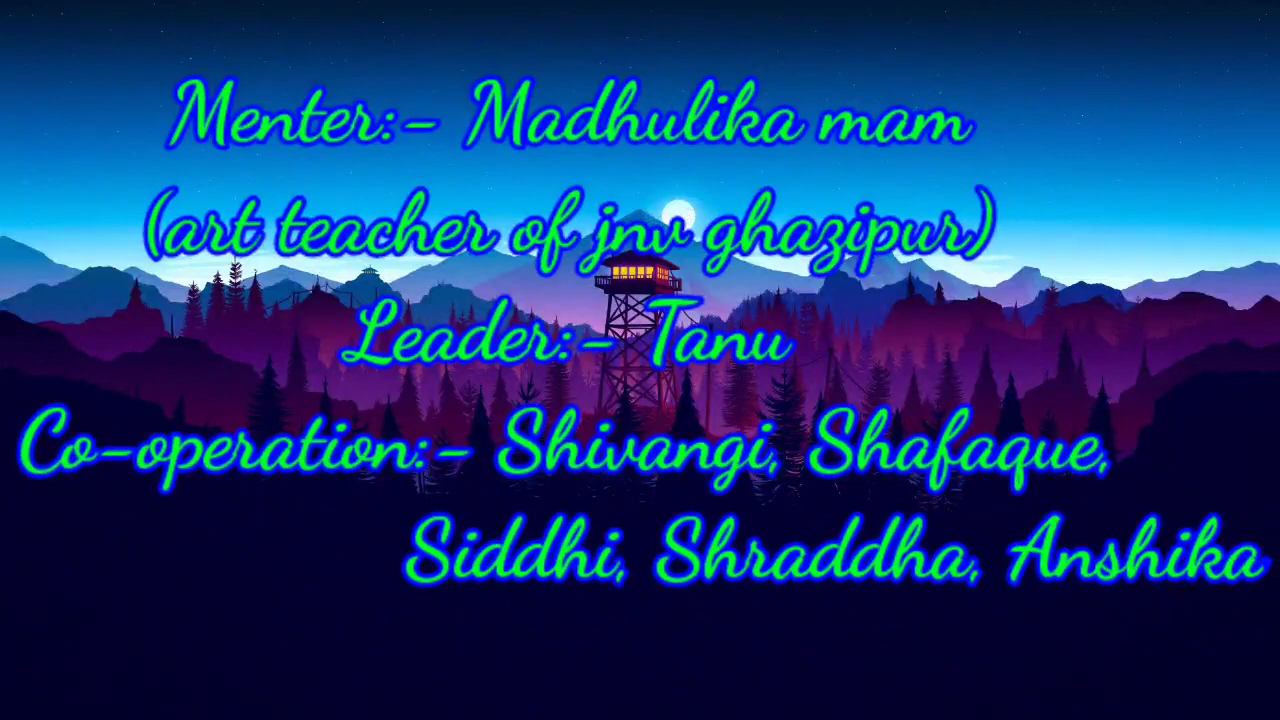 Menter:- Madhulika mam
(art teacher of jnv ghazipur)
Leader:- Tanu
Co-operation:- Shivangi, Shafaque,
Siddhi, Shraddha, Anshika